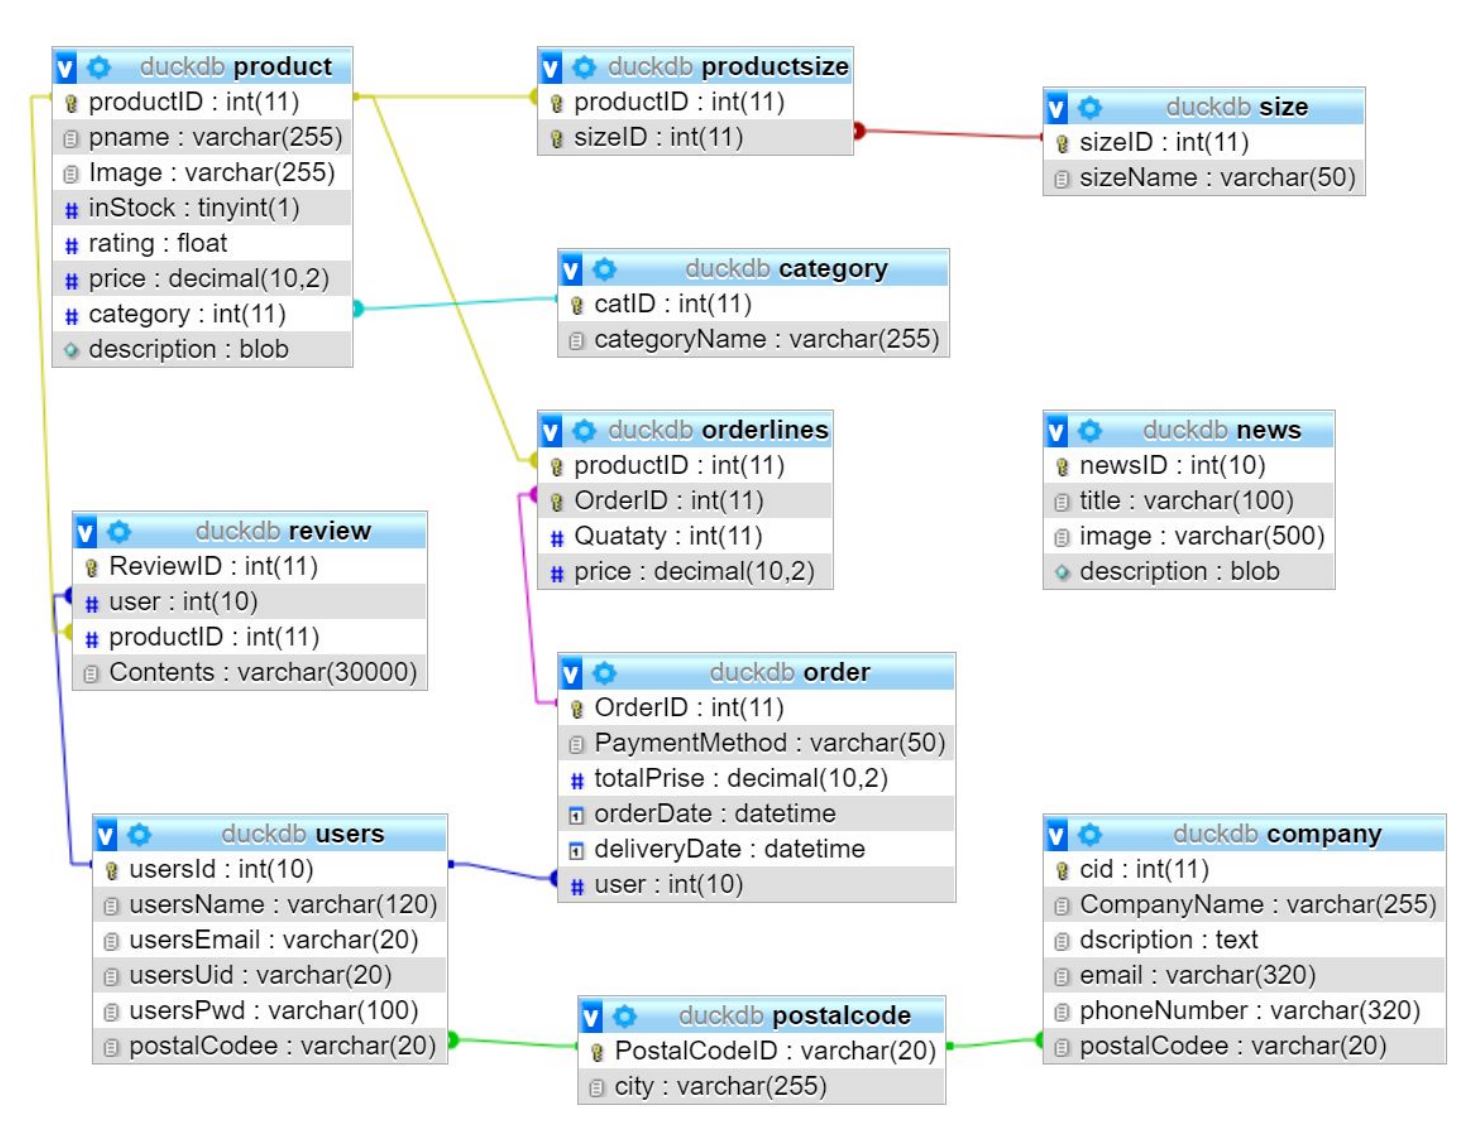 duckdb product
productID : int(11)
pname : varchar(255)
Image : varchar(255)
inStock : tinyint(1)
rating : float
price : decimal(10,2)
category : int(11)
description : blob
duckdb productsize
productID : int(11)
sizeID : int(11)
duckdb size
sizeID : int(11)
sizeName : varchar(50)
duckdb category
catID : int(11)
categoryName : varchar(255)
duckdb orderlines
productID : int(11)
OrderID : int(11)
Quataty : int(11)
price : decimal(10,2)
duckdb news
newsID : int(10)
title : varchar(100)
image : varchar(500)
description : blob
duckdb review
ReviewID : int(11)
user : int(10)
productID : int(11)
Contents : varchar(30000)
duckdb order
OrderID : int(11)
PaymentMethod : varchar(50)
totalPrise : decimal(10,2)
orderDate : datetime
deliveryDate : datetime
user : int(10)
duckdb users
usersId : int(10)
usersName : varchar(120)
usersEmail : varchar(20)
usersUid : varchar(20)
usersPwd : varchar(100)
postalCodee : varchar(20)
duckdb postalcode
PostalCodeID : varchar(20)
city : varchar(255)
duckdb company
cid : int(11)
CompanyName : varchar(255)
dscription : text
email : varchar(320)
phoneNumber : varchar(320)
postalCodee : varchar(20)